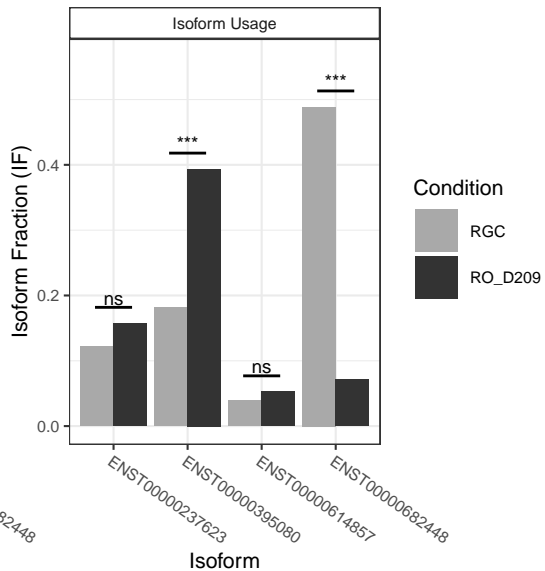 Isoform Usage
***
***
ns
ns
0.4
0.2
0.0
Isoform Fraction (IF)
Condition
RGC
RO_D209
ENST00000237623
ENST00000395080
ENST00000614857
ENST00000682448
82448
Isoform